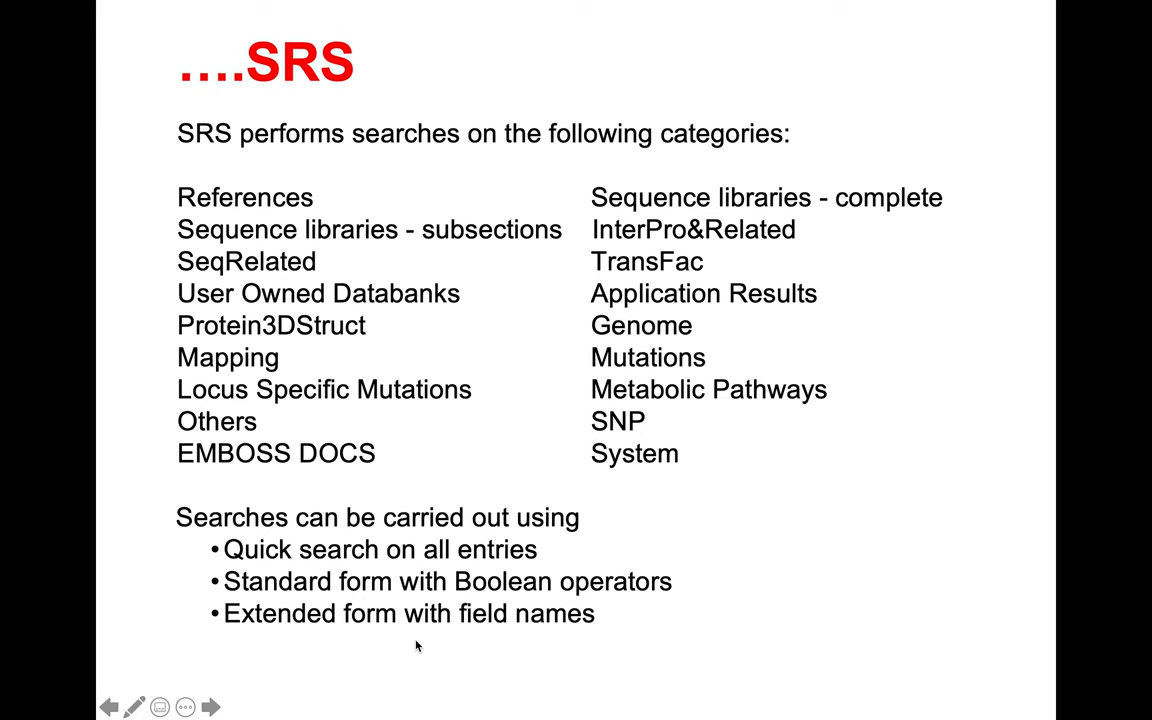 ....SRS
SRS performs searches on the following categories:
References Sequence libraries - complete
Sequence libraries - subsections InterPro&Related
SeqRelated TransFac
User Owned Databanks Application Results
Protein3DStruct Genome
Mapping Mutations
Locus Specific Mutations Metabolic Pathways
Others SNP
EMBOSS DOCS System
Searches can be carried out using
•Quick search on all entries
•Standard form with Boolean operators
•Extended form with field names